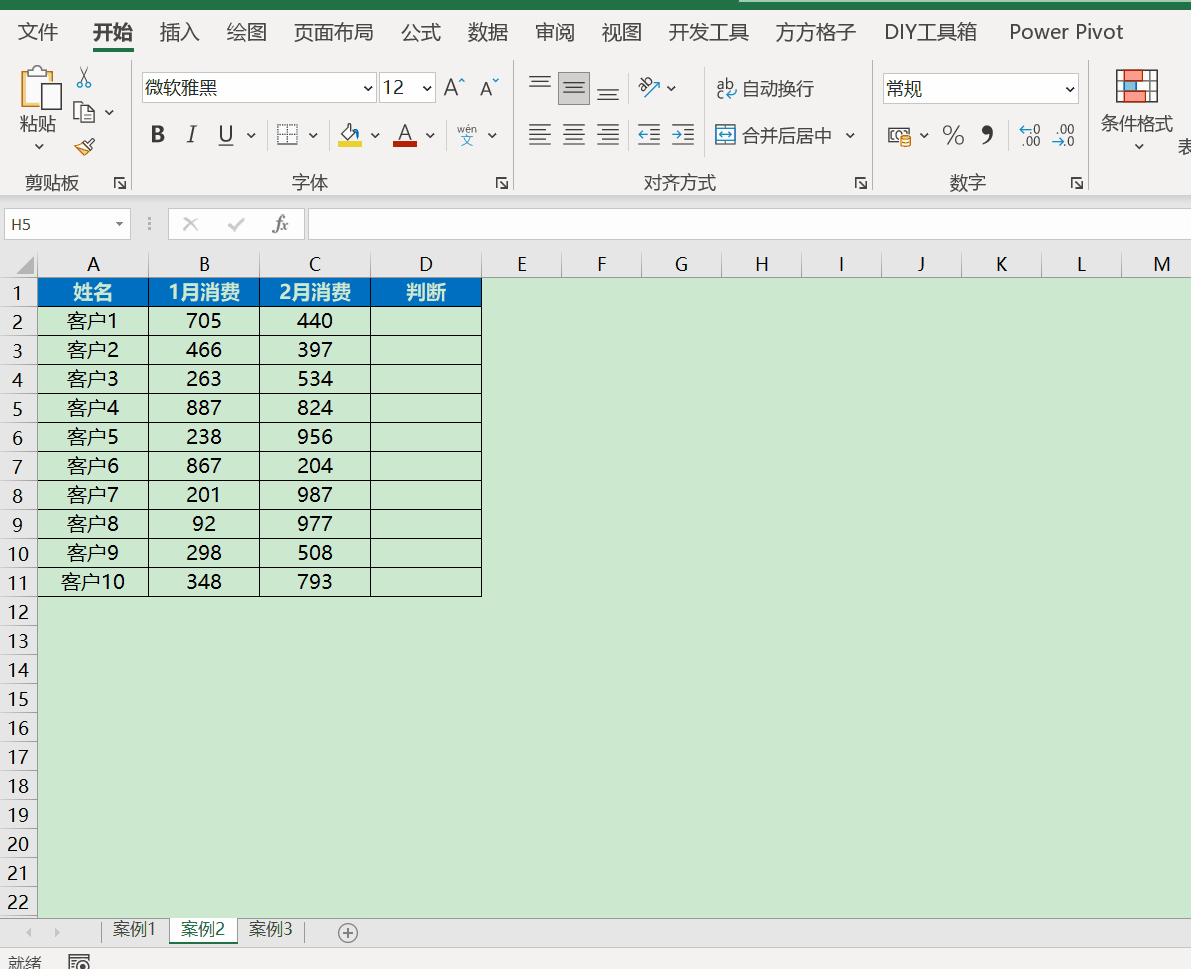 文件 开始 插入 绘图 页面布局 公式 数据 审阅 视图 开发工具 方方格子 DIY工具箱 Power Pivot
微软雅黑 12 A A 自动换行 常规
粘贴 B I U A wén 文 合并后居中 % .00 .0 .00 .0 条件格式
表
剪贴板 字体 对齐方式 数字
H5 fx
A B C D E F G H I J K L M
1 姓名 1月消费 2月消费 判断
2 客户1 705 440
3 客户2 466 397
4 客户3 263 534
5 客户4 887 824
6 客户5 238 956
7 客户6 867 204
8 客户7 201 987
9 客户8 92 977
10 客户9 298 508
11 客户10 348 793
12
13
14
15
16
17
18
19
20
21
22
案例1 案例2 案例3
就绪